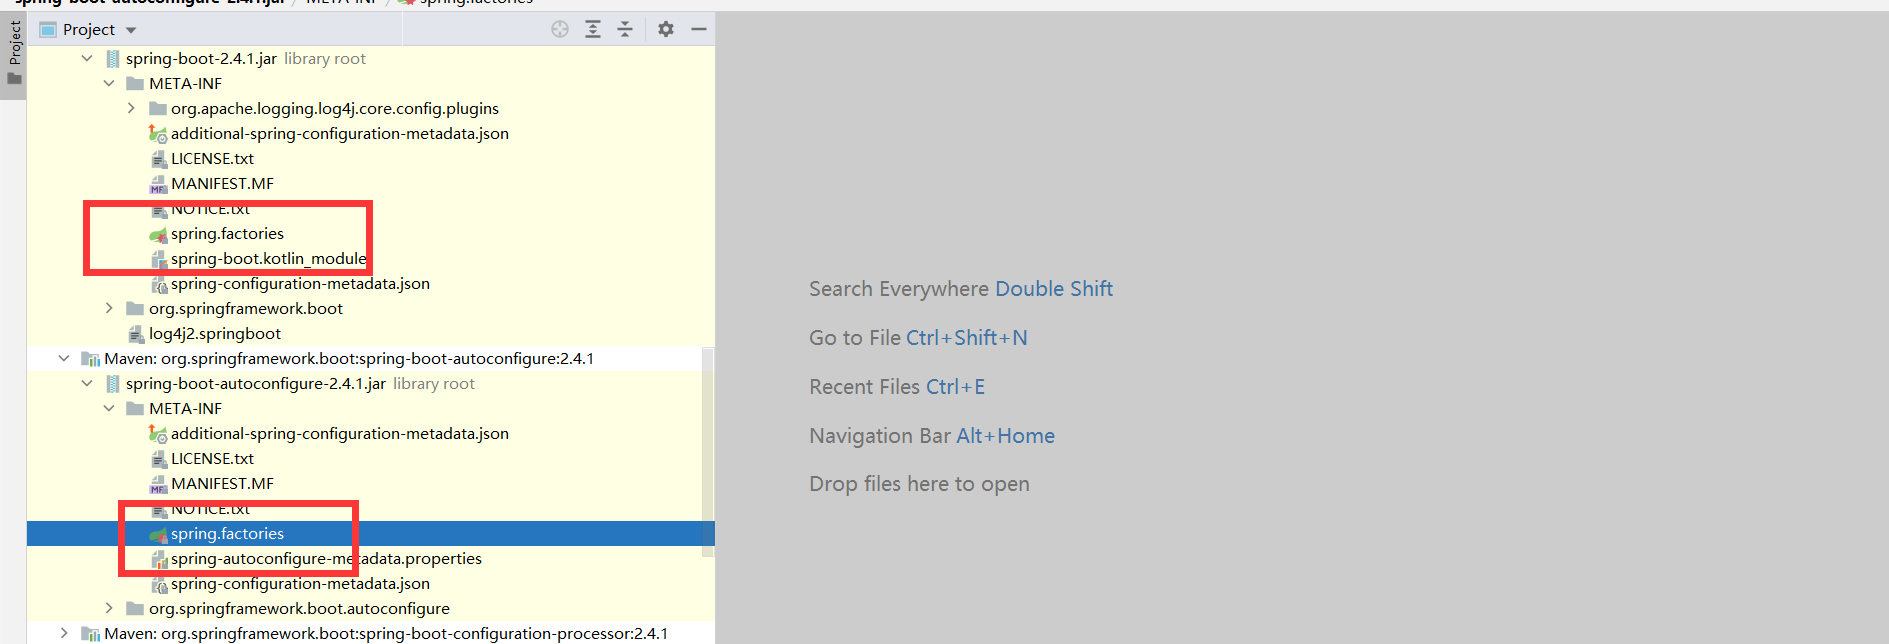 spring-boot-autoconfigure-2.4.1.jar / META-INF / spring.factories
Project
Project
spring-boot-2.4.1.jar library root
META-INF
org.apache.logging.log4j.core.config.plugins
additional-spring-configuration-metadata.json
LICENSE.txt
MF MANIFEST.MF
NOTICE.txt
spring.factories
spring-boot.kotlin_module
spring-configuration-metadata.json
org.springframework.boot
log4j2.springboot
Maven: org.springframework.boot:spring-boot-autoconfigure:2.4.1
spring-boot-autoconfigure-2.4.1.jar library root
META-INF
additional-spring-configuration-metadata.json
LICENSE.txt
MF MANIFEST.MF
NOTICE.txt
spring.factories
spring-autoconfigure-metadata.properties
spring-configuration-metadata.json
org.springframework.boot.autoconfigure
Maven: org.springframework.boot:spring-boot-configuration-processor:2.4.1
Search Everywhere Double Shift
Go to File Ctrl+Shift+N
Recent Files Ctrl+E
Navigation Bar Alt+Home
Drop files here to open